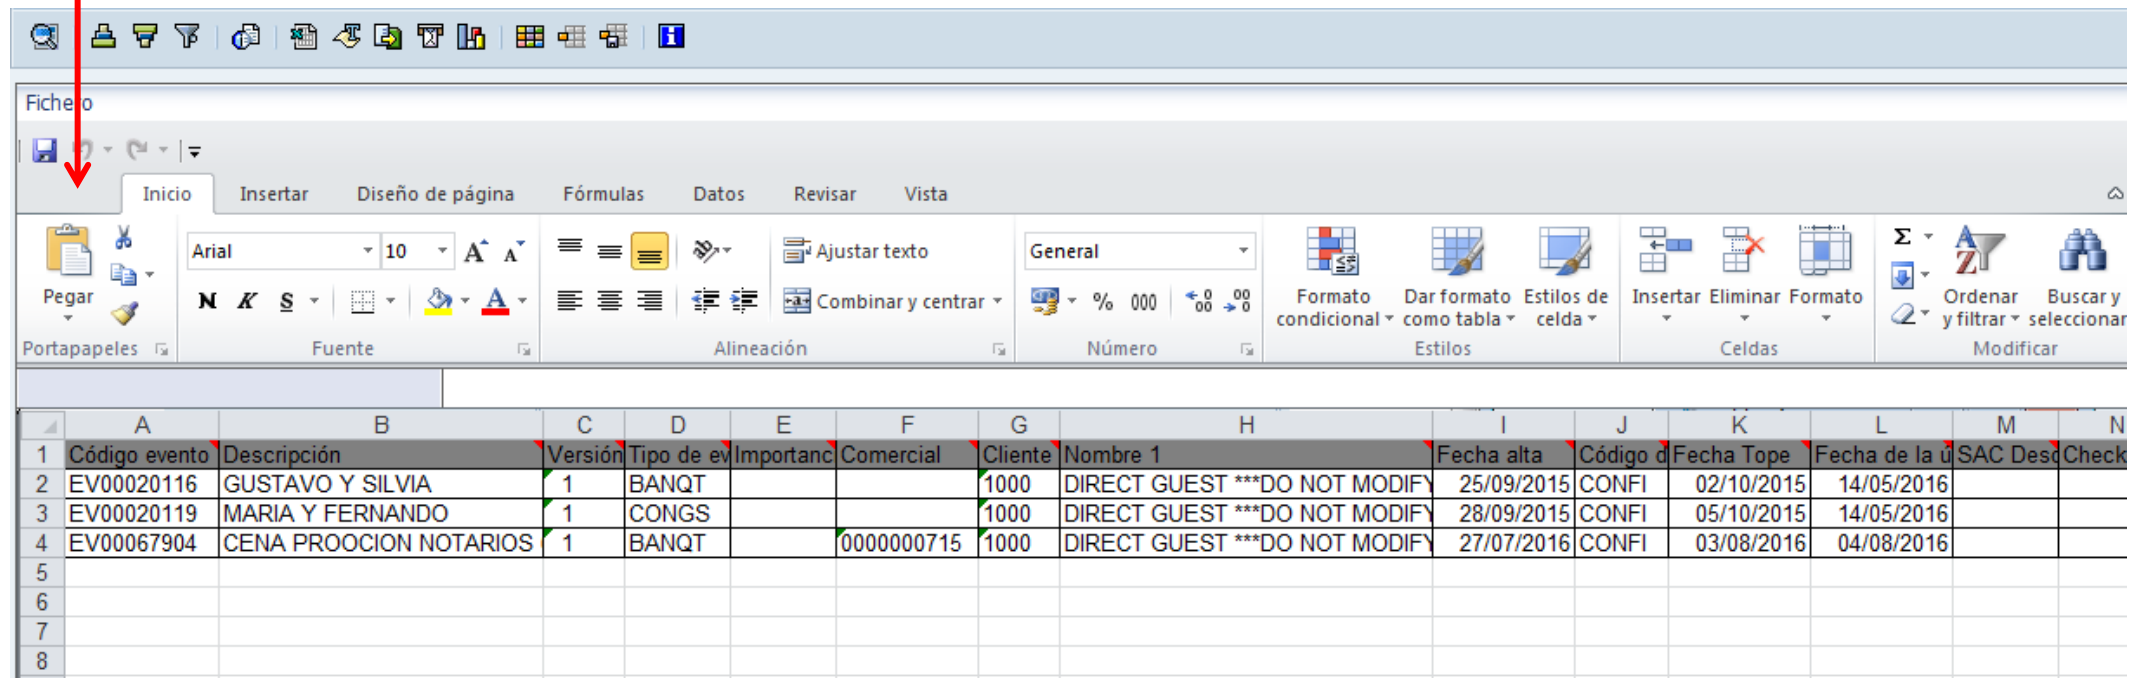 Fichero
Inicio Insertar Diseño de página Fórmulas Datos Revisar Vista
Pegar
Arial 10 A A
Ajustar texto
General
N K S A
Combinar y centrar
% 000
Formato condicional
Dar formato como tabla
Estilos de celda
Insertar Eliminar Formato
Σ
Ordenar y filtrar
Buscar y seleccionar
Portapapeles Fuente Alineación Número Estilos Celdas Modificar
A B C D E F G H I J K L M N
1 Código evento Descripción Versión Tipo de ev Importanc Comercial Cliente Nombre 1 Fecha alta Código d Fecha Tope Fecha de la ú SAC Desc Check
2 EV00020116 GUSTAVO Y SILVIA 1 BANQT 1000 DIRECT GUEST ***DO NOT MODIFY 25/09/2015 CONFI 02/10/2015 14/05/2016
3 EV00020119 MARIA Y FERNANDO 1 CONGS 1000 DIRECT GUEST ***DO NOT MODIFY 28/09/2015 CONFI 05/10/2015 14/05/2016
4 EV00067904 CENA PROOCION NOTARIOS 1 BANQT 0000000715 1000 DIRECT GUEST ***DO NOT MODIFY 27/07/2016 CONFI 03/08/2016 04/08/2016
5
6
7
8